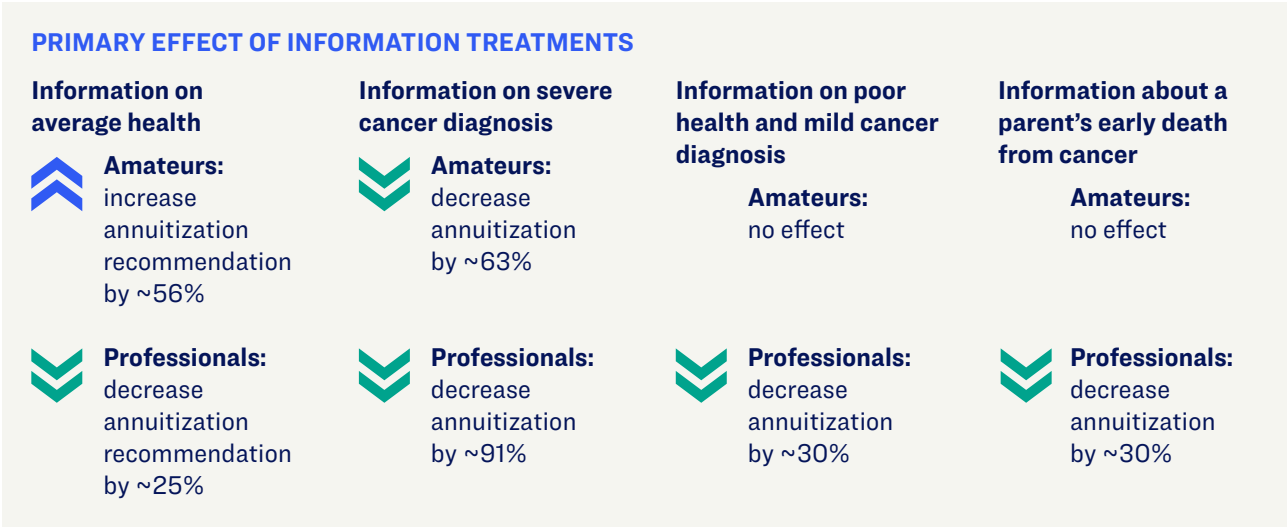 PRIMARY EFFECT OF INFORMATION TREATMENTS
Information on
average health
Amateurs:
increase
annuitization
recommendation
by ~56%
Professionals:
decrease
annuitization
recommendation
by ~25%
Information on severe
cancer diagnosis
Amateurs:
decrease
annuitization
by ~63%
Professionals:
decrease
annuitization
by ~91%
Information on poor
health and mild cancer
diagnosis
Amateurs:
no effect
Professionals:
decrease
annuitization
by ~30%
Information about a
parent’s early death
from cancer
Amateurs:
no effect
Professionals:
decrease
annuitization
by ~30%